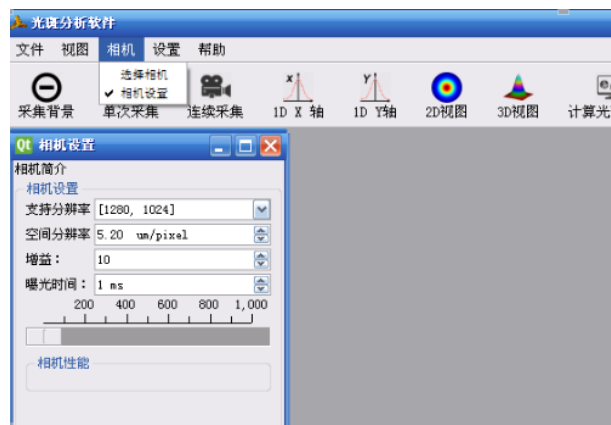 光斑分析软件
文件 视图 相机 设置 帮助
选择相机
✓ 相机设置
采集背景 单次采集 连续采集 1D X 轴 1D Y轴 2D视图 3D视图 计算光
Qt 相机设置
相机简介
相机设置
支持分辨率 [1280, 1024]
空间分辨率 5.20 um/pixel
增益： 10
曝光时间： 1 ms
200 400 600 800 1,000
相机性能